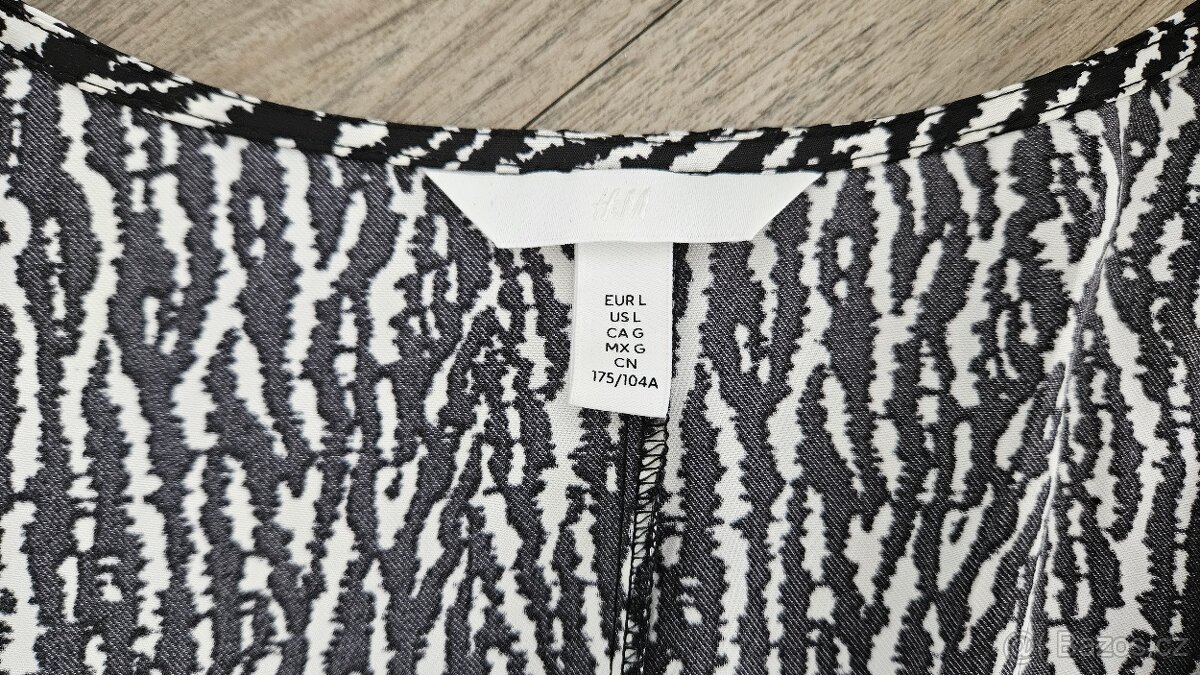 H&M
EUR L
US L
CA G
MX G
CN
175/104A
Bazos.cz